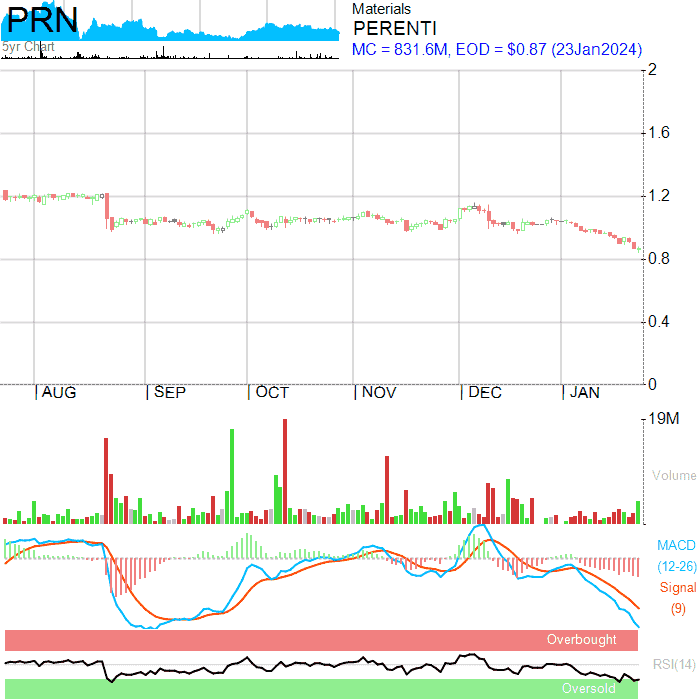 PRN
5yr Chart
Materials
PERENTI
MC = 831.6M, EOD = $0.87 (23Jan2024)
2
1.6
1.2
0.8
0.4
0
AUG
SEP
OCT
NOV
DEC
JAN
19M
Volume
MACD
(12-26)
Signal
(9)
Overbought
RSI(14)
Oversold